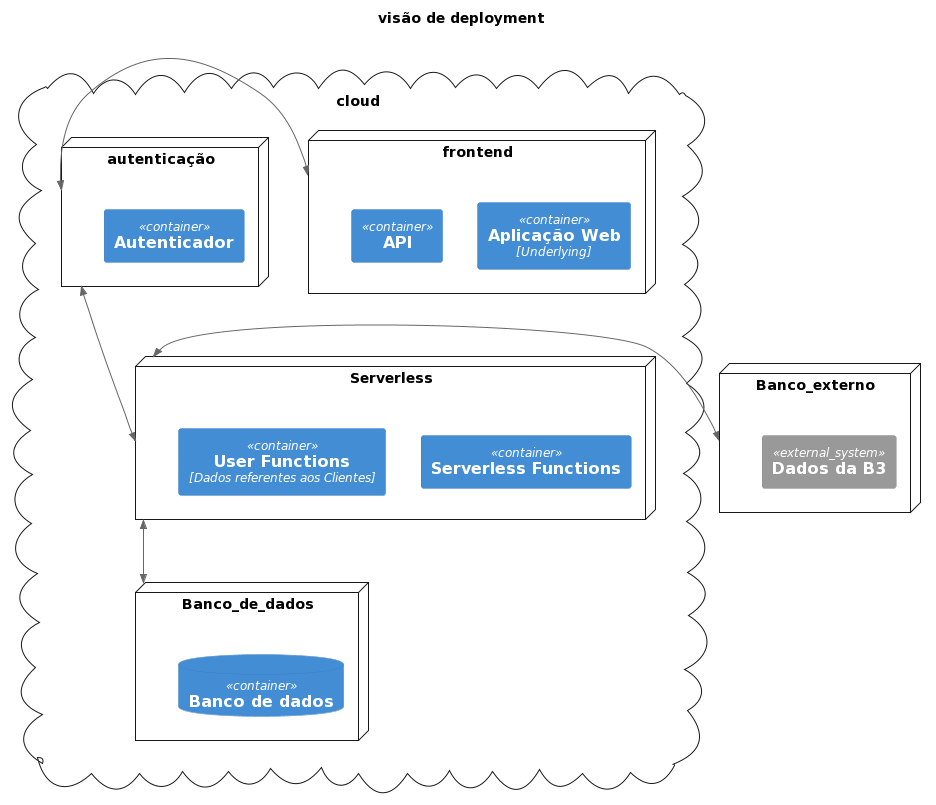 visão de deployment
cloud
autenticação
«container»
Autenticador
frontend
«container»
API
«container»
Aplicação Web
[Underlying]
Serverless
«container»
User Functions
[Dados referentes aos Clientes]
«container»
Serverless Functions
Banco_externo
«external_system»
Dados da B3
Banco_de_dados
«container»
Banco de dados